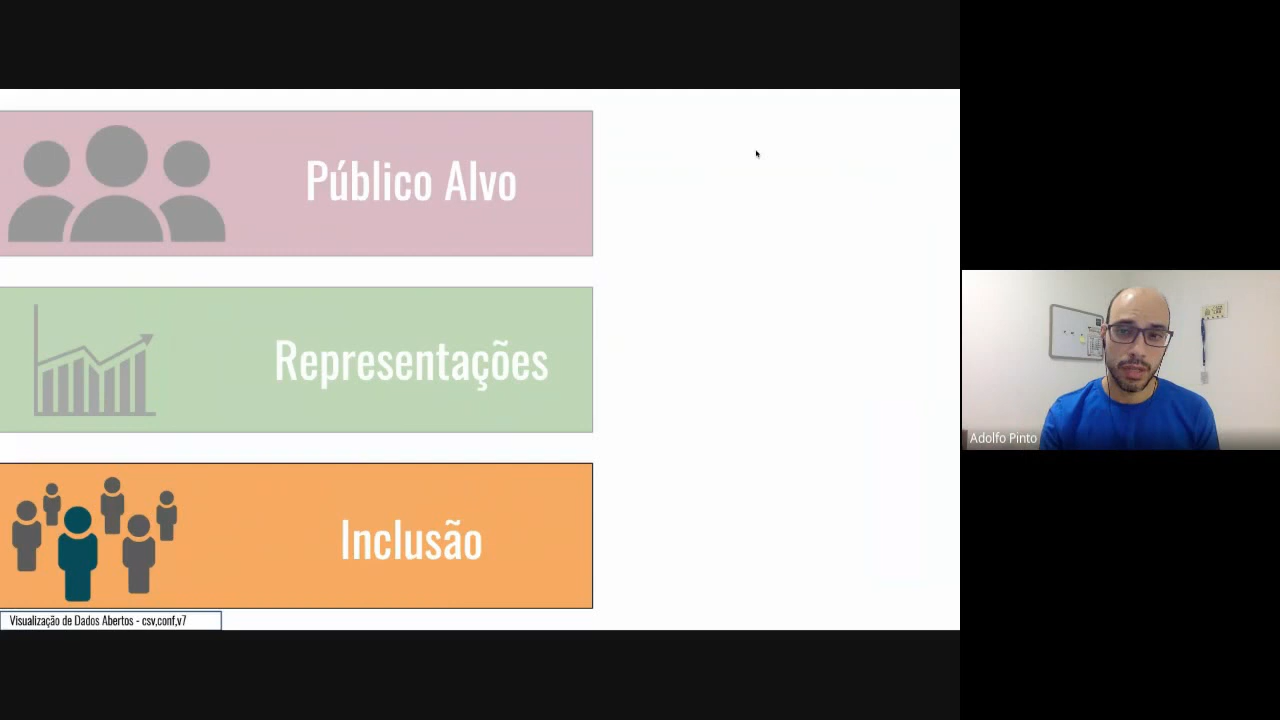 Público Alvo
Representações
Inclusão
Visualização de Dados Abertos - csv,conf,v7
Adolfo Pinto